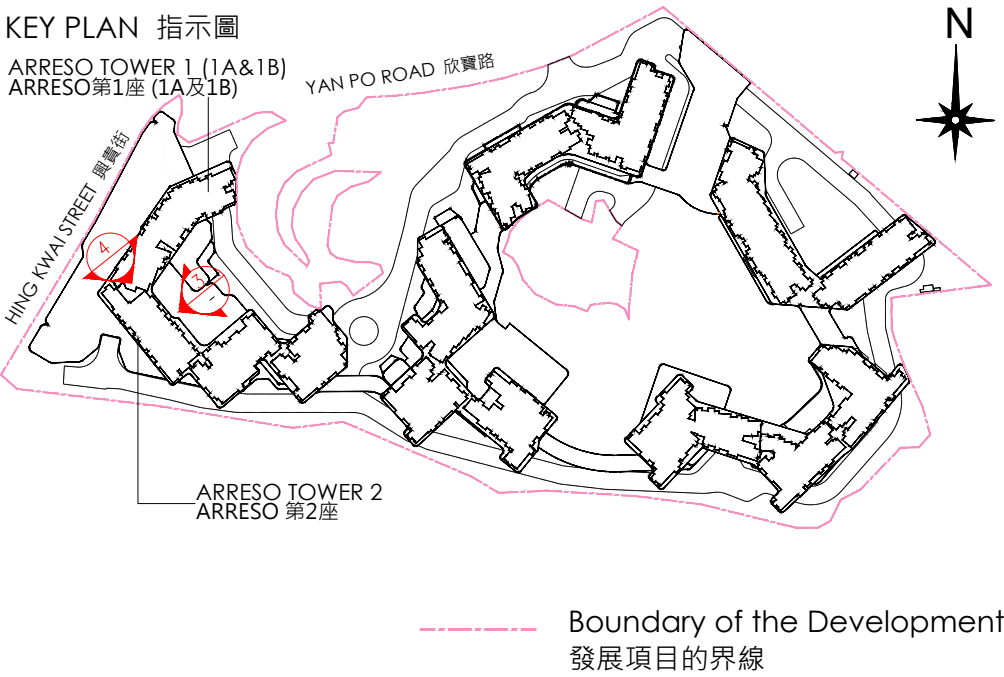 KEY PLAN 指示圖
ARRESO TOWER 1 (1A&1B)
ARRESO第1座 (1A及1B)
YAN PO ROAD 欣寶路
N
HING KWAI STREET 興貴街
4
3
ARRESO TOWER 2
ARRESO 第2座
Boundary of the Development
發展項目的界線